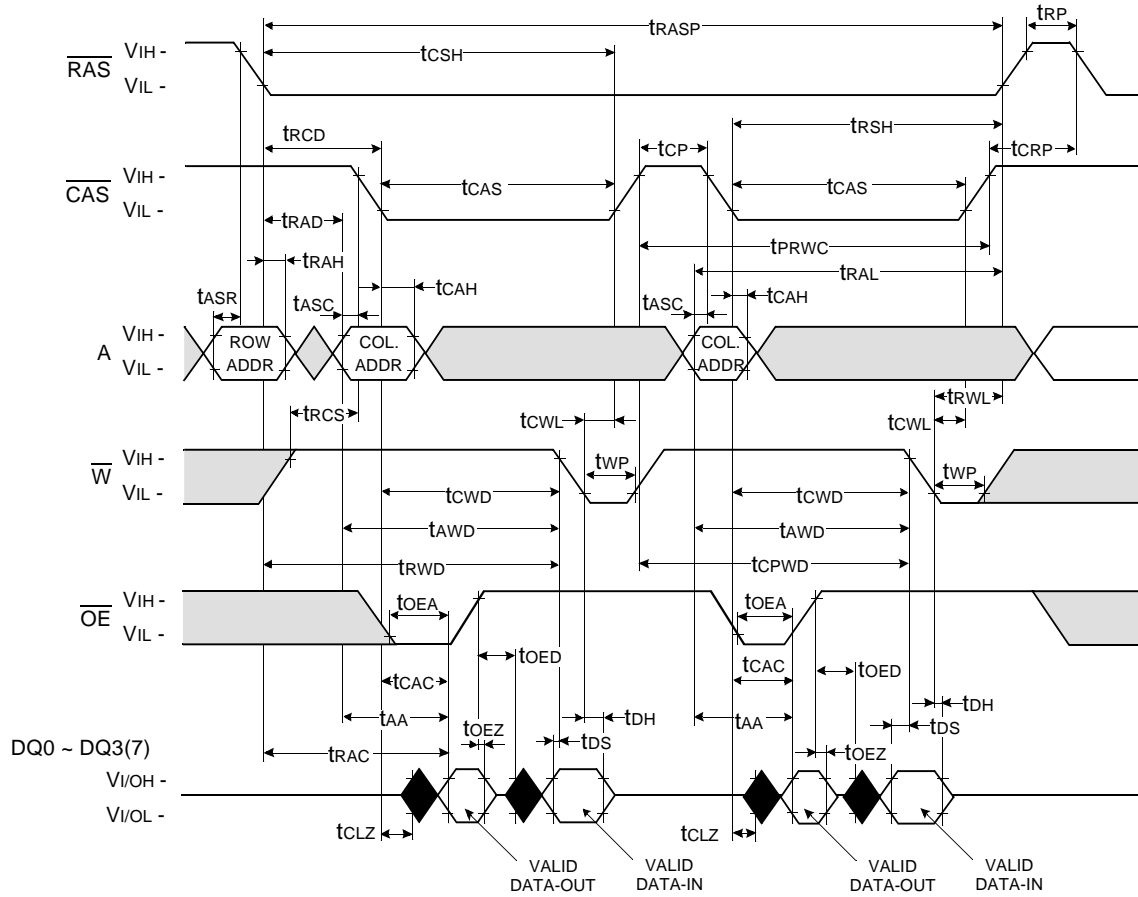 tRASP
tRP
tCSH
RAS
VIH -
VIL -
tRCD
tRSH
tCP
tCRP
CAS
VIH -
VIL -
tCAS
tCAS
tRAD
tPRWC
tRAH
tRAL
tASR
tASC
tCAH
tASC
tCAH
A
VIH -
VIL -
ROW
ADDR
COL.
ADDR
COL.
ADDR
tRCS
tRWL
tCWL
tCWL
W
VIH -
VIL -
tWP
tWP
tCWD
tCWD
tAWD
tAWD
tRWD
tCPWD
OE
VIH -
VIL -
tOEA
tOEA
tOED
tOED
tCAC
tCAC
tAA
tAA
tDH
tDH
tOEZ
tDS
tDS
tOEZ
tRAC
DQ0 ~ DQ3(7)
VI/OH -
VI/OL -
tCLZ
tCLZ
VALID
DATA-OUT
VALID
DATA-IN
VALID
DATA-OUT
VALID
DATA-IN